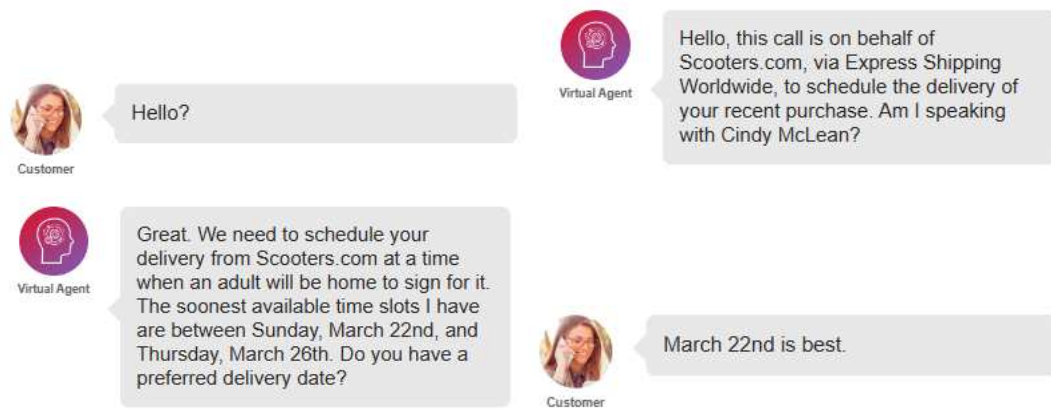 Hello?
Customer
Hello, this call is on behalf of
Scooters.com, via Express Shipping
Worldwide, to schedule the delivery of
your recent purchase. Am I speaking
with Cindy McLean?
Virtual Agent
Great. We need to schedule your
delivery from Scooters.com at a time
when an adult will be home to sign for it.
The soonest available time slots I have
are between Sunday, March 22nd, and
Thursday, March 26th. Do you have a
preferred delivery date?
Virtual Agent
March 22nd is best.
Customer